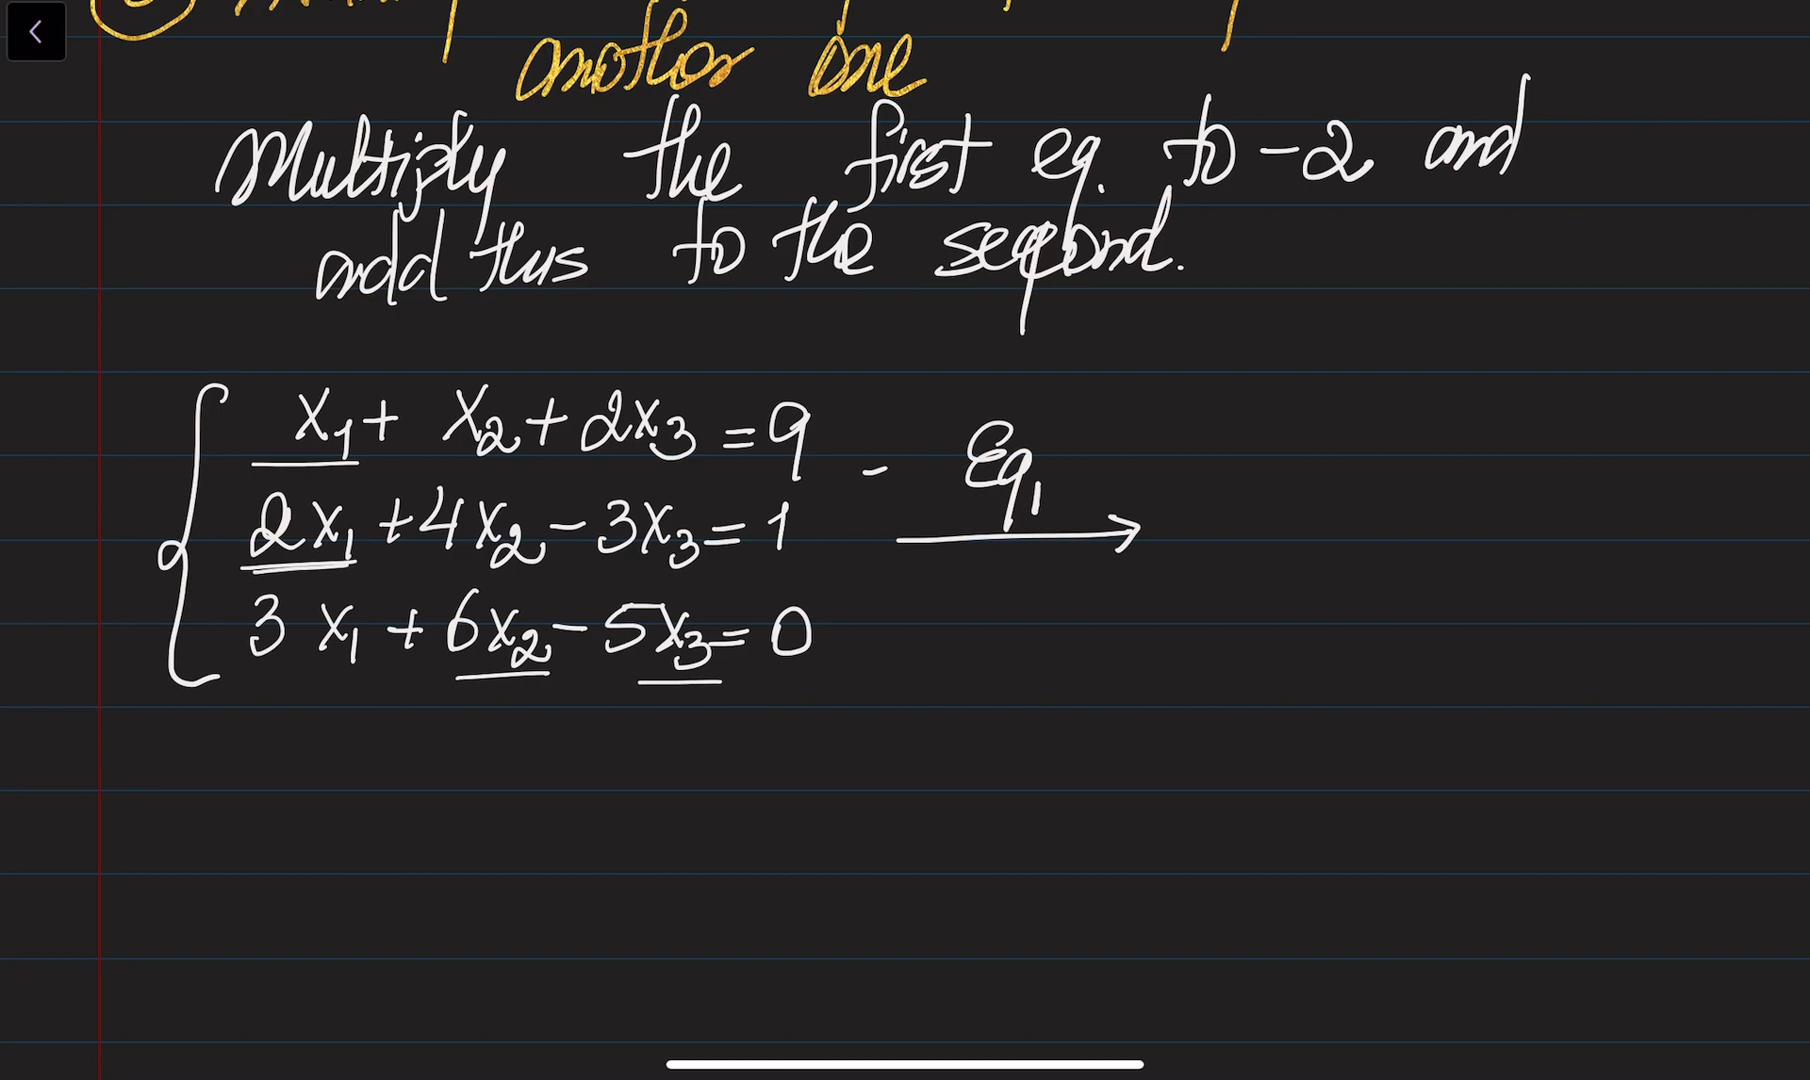 another one
Multiply the first eq. to -2 and
add this to the second.
x₁ + x₂ + 2x₃ = 9
2x₁ + 4x₂ - 3x₃ = 1
3x₁ + 6x₂ - 5x₃ = 0
- Eq₁